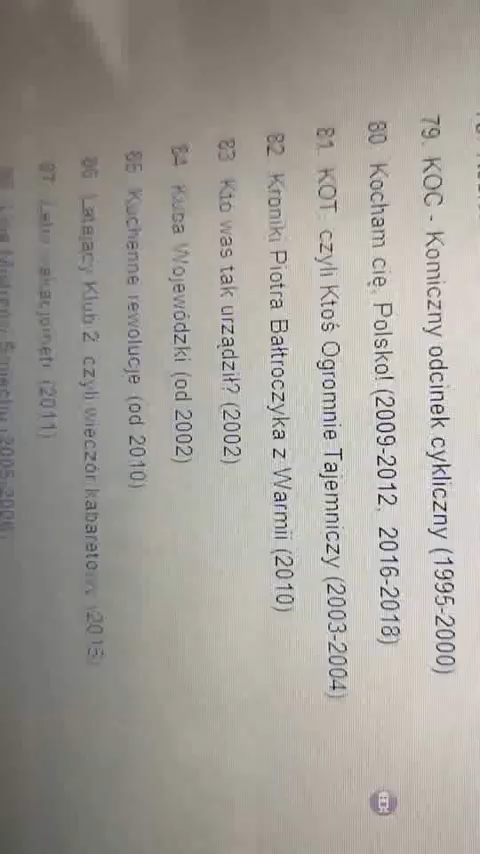 79. KOC - Komiczny odcinek cykliczny (1995-2000)
80. Kocham cię, Polsko! (2009-2012, 2016-2018)
81. KOT, czyli Ktoś Ogromnie Tajemniczy (2003-2004)
82. Kroniki Piotra Bałtroczyka z Warmii (2010)
83. Kto was tak urządził? (2002)
84. Kuba Wojewódzki (od 2002)
85. Kuchenne rewolucje (od 2010)
86. Latający Klub 2, czyli wieczór kabaretowy
87. (2011)